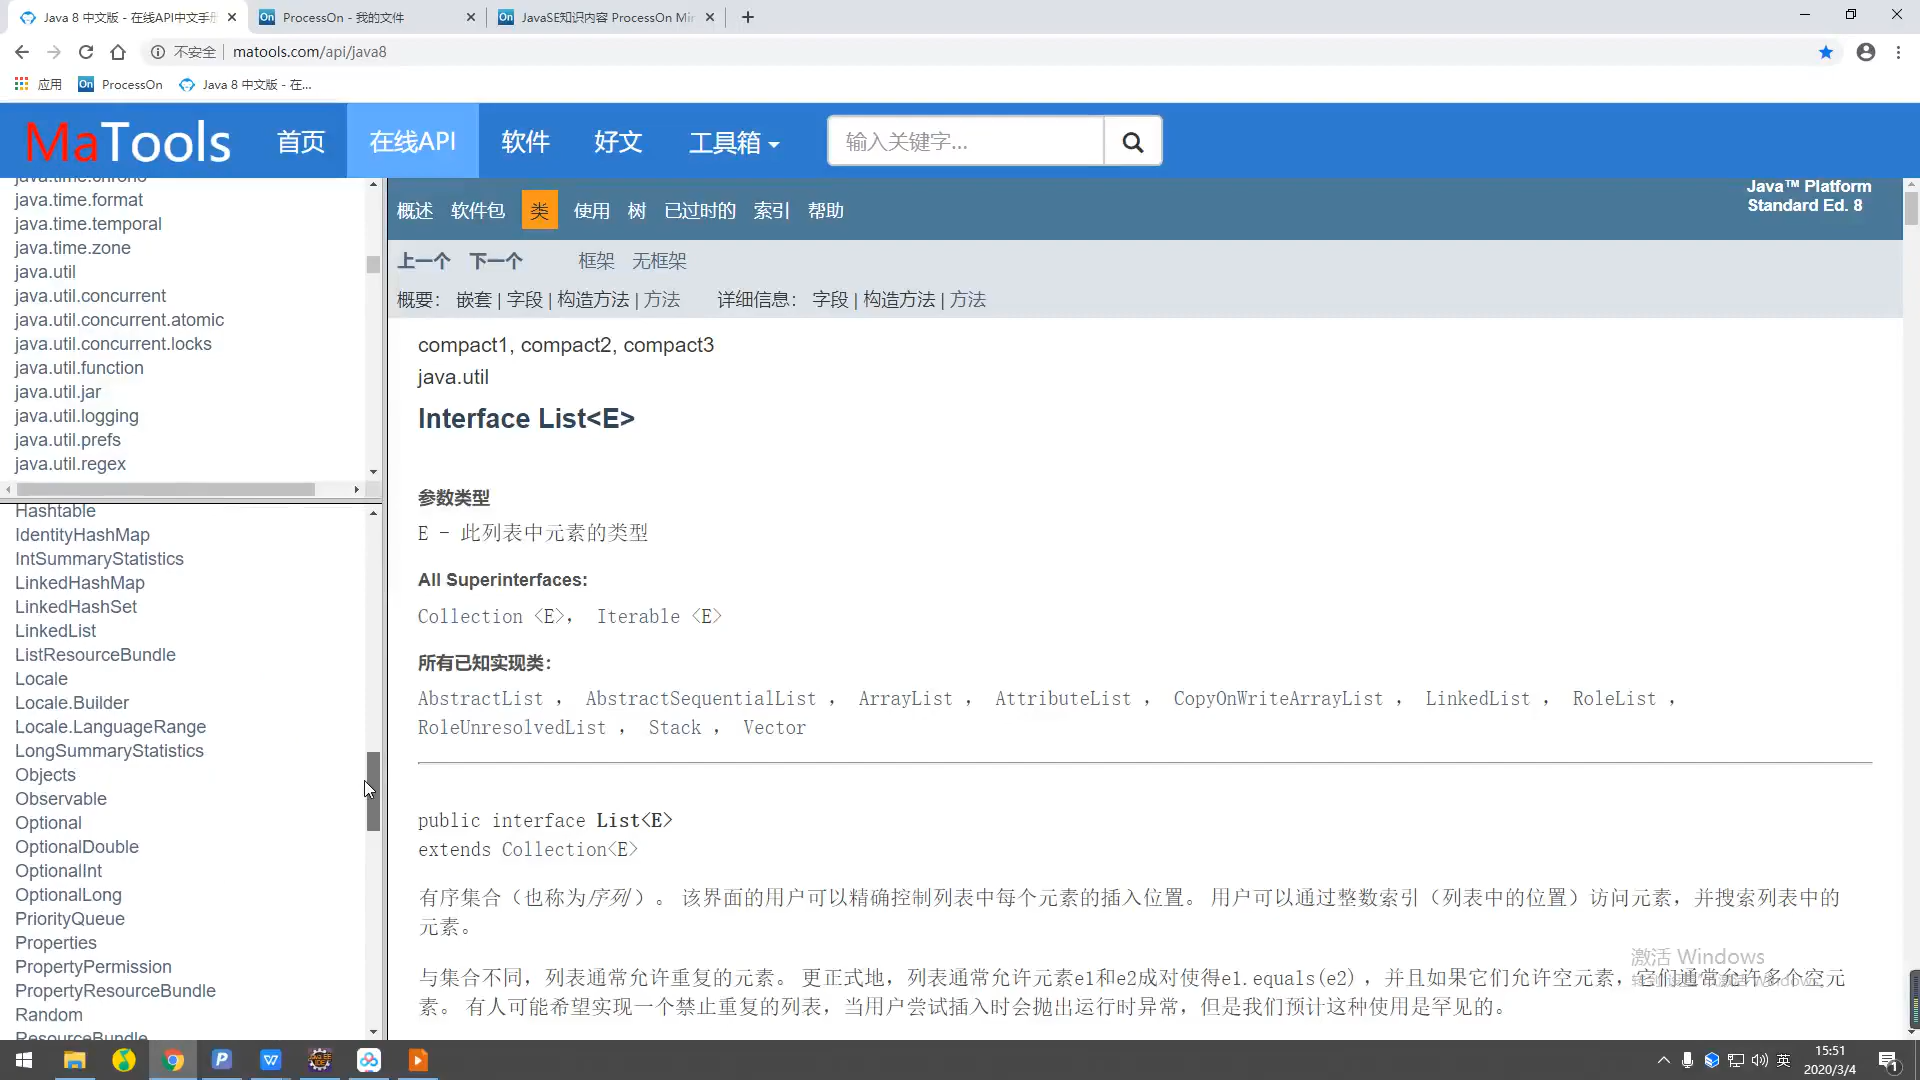 Java 8 中文版 - 在线API中文手册
ProcessOn - 我的文件
JavaSE知识内容 ProcessOn Mi
不安全
matools.com/api/java8
应用
ProcessOn
Java 8 中文版 - 在...
MaTools
首页
在线API
软件
好文
工具箱
输入关键字...
java.time.chrono
java.time.format
java.time.temporal
java.time.zone
java.util
java.util.concurrent
java.util.concurrent.atomic
java.util.concurrent.locks
java.util.function
java.util.jar
java.util.logging
java.util.prefs
java.util.regex
Hashtable
IdentityHashMap
IntSummaryStatistics
LinkedHashMap
LinkedHashSet
LinkedList
ListResourceBundle
Locale
Locale.Builder
Locale.LanguageRange
LongSummaryStatistics
Objects
Observable
Optional
OptionalDouble
OptionalInt
OptionalLong
PriorityQueue
Properties
PropertyPermission
PropertyResourceBundle
Random
ResourceBundle
概述 软件包 类 使用 树 已过时的 索引 帮助
Java™ Platform
Standard Ed. 8
上一个 下一个 框架 无框架
概要： 嵌套 | 字段 | 构造方法 | 方法 详细信息： 字段 | 构造方法 | 方法
compact1, compact2, compact3
java.util
Interface List<E>
参数类型
E - 此列表中元素的类型
All Superinterfaces:
Collection <E>， Iterable <E>
所有已知实现类：
AbstractList ， AbstractSequentialList ， ArrayList ， AttributeList ， CopyOnWriteArrayList ， LinkedList ， RoleList ，
RoleUnresolvedList ， Stack ， Vector
public interface List<E>
extends Collection<E>
有序集合（也称为序列 ）。 该界面的用户可以精确控制列表中每个元素的插入位置。 用户可以通过整数索引（列表中的位置）访问元素，并搜索列表中的
元素。
与集合不同，列表通常允许重复的元素。 更正式地，列表通常允许元素e1和e2成对使得e1.equals(e2) ，并且如果它们允许空元素，它们通常允许多个空元
素。 有人可能希望实现一个禁止重复的列表，当用户尝试插入时会抛出运行时异常，但是我们预计这种使用是罕见的。
激活 Windows
英
15:51
2020/3/4